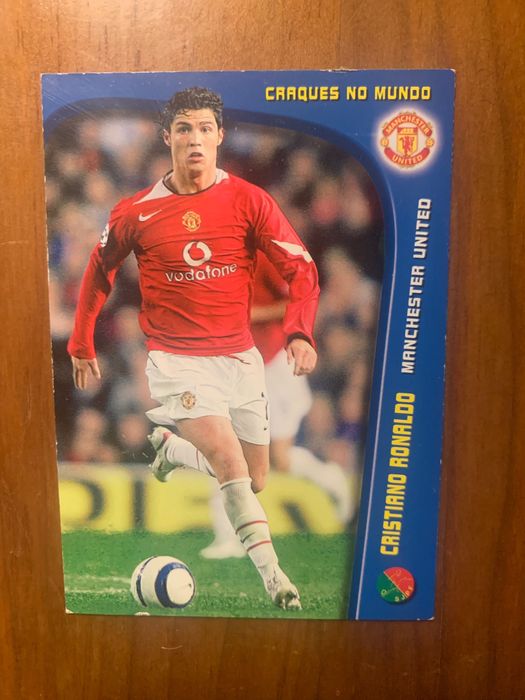 CRAQUES NO MUNDO
MANCHESTER
UNITED
MANCHESTER UNITED
CRISTIANO RONALDO
vodafone